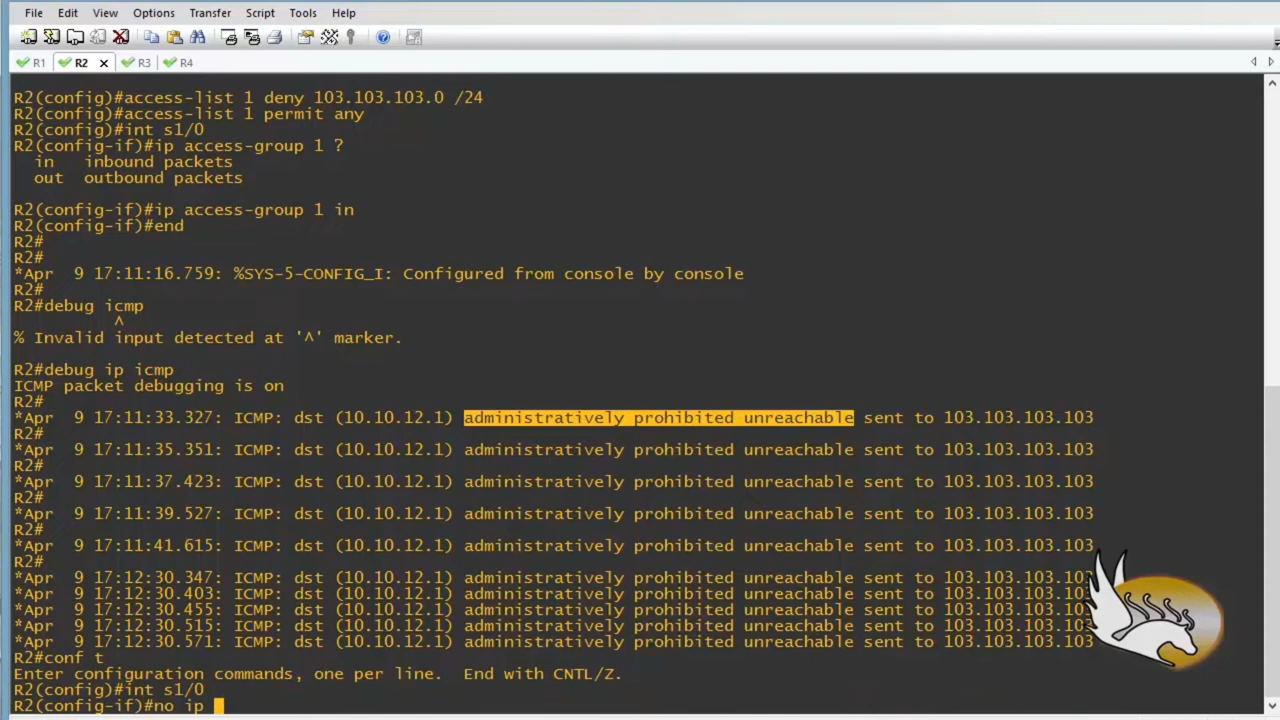 File Edit View Options Transfer Script Tools Help
R1 R2 x R3 R4
R2(config)#access-list 1 deny 103.103.103.0 /24
R2(config)#access-list 1 permit any
R2(config)#int s1/0
R2(config-if)#ip access-group 1 ?
  in   inbound packets
  out  outbound packets
R2(config-if)#ip access-group 1 in
R2(config-if)#end
R2#
R2#
*Apr  9 17:11:16.759: %SYS-5-CONFIG_I: Configured from console by console
R2#
R2#debug icmp
          ^
% Invalid input detected at '^' marker.
R2#debug ip icmp
ICMP packet debugging is on
R2#
*Apr  9 17:11:33.327: ICMP: dst (10.10.12.1) administratively prohibited unreachable sent to 103.103.103.103
R2#
*Apr  9 17:11:35.351: ICMP: dst (10.10.12.1) administratively prohibited unreachable sent to 103.103.103.103
R2#
*Apr  9 17:11:37.423: ICMP: dst (10.10.12.1) administratively prohibited unreachable sent to 103.103.103.103
R2#
*Apr  9 17:11:39.527: ICMP: dst (10.10.12.1) administratively prohibited unreachable sent to 103.103.103.103
R2#
*Apr  9 17:11:41.615: ICMP: dst (10.10.12.1) administratively prohibited unreachable sent to 103.103.103.103
R2#
*Apr  9 17:12:30.347: ICMP: dst (10.10.12.1) administratively prohibited unreachable sent to 103.103.103.103
*Apr  9 17:12:30.403: ICMP: dst (10.10.12.1) administratively prohibited unreachable sent to 103.103.103.103
*Apr  9 17:12:30.455: ICMP: dst (10.10.12.1) administratively prohibited unreachable sent to 103.103.103.103
*Apr  9 17:12:30.515: ICMP: dst (10.10.12.1) administratively prohibited unreachable sent to 103.103.103.103
*Apr  9 17:12:30.571: ICMP: dst (10.10.12.1) administratively prohibited unreachable sent to 103.103.103.103
R2#conf t
Enter configuration commands, one per line.  End with CNTL/Z.
R2(config)#int s1/0
R2(config-if)#no ip